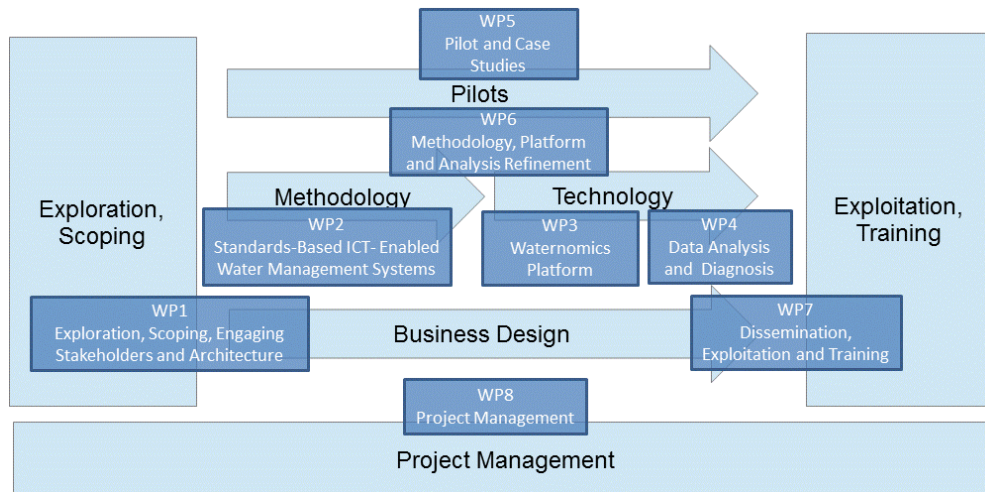 WP5
Pilot and Case
Studies
Pilots
WP6
Methodology, Platform
and Analysis Refinement
Exploration,
Scoping
Methodology
Technology
Exploitation,
Training
WP2
Standards-Based ICT- Enabled
Water Management Systems
WP3
Waternomics
Platform
WP4
Data Analysis
and Diagnosis
WP1
Exploration, Scoping, Engaging
Stakeholders and Architecture
Business Design
WP7
Dissemination,
Exploitation and Training
WP8
Project Management
Project Management